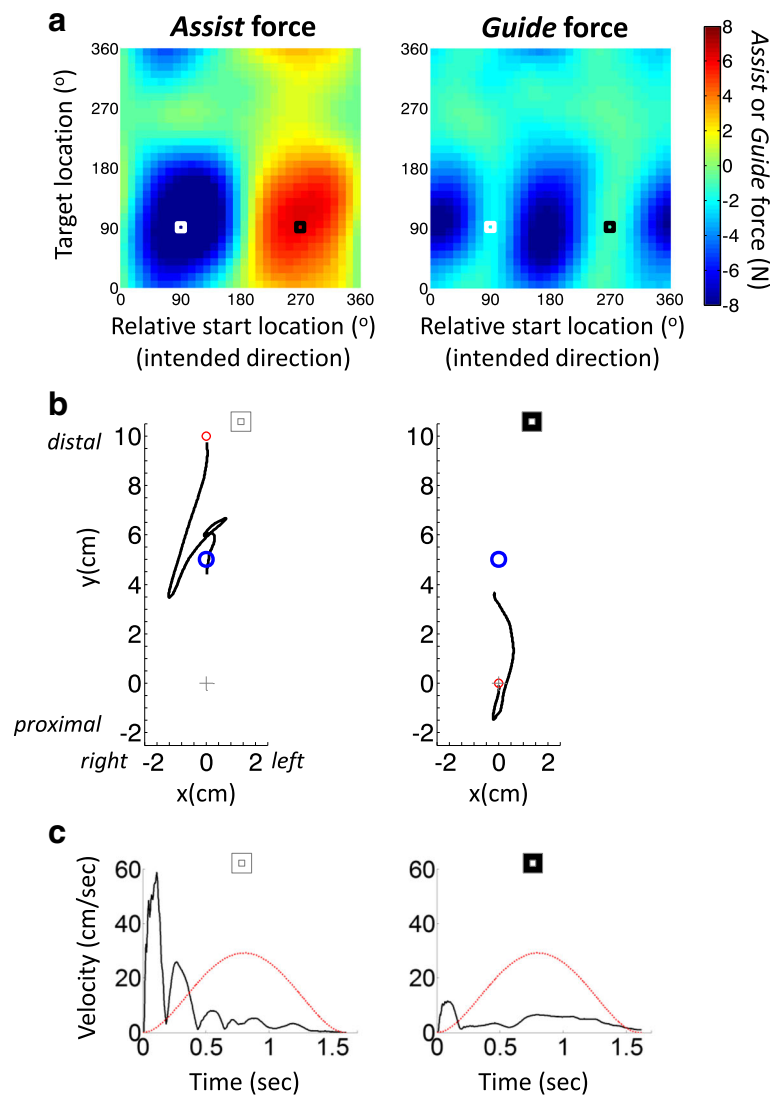 a
Assist force
Guide force
360
270
180
90
0
Target location (º)
0 90 180 270 360
Relative start location (º)
(intended direction)
360
270
180
90
0
0 90 180 270 360
Relative start location (º)
(intended direction)
8
6
4
2
0
-2
-4
-6
-8
Assist or Guide force (N)
b
distal
proximal
10
8
6
4
2
0
-2
y(cm)
right -2 0 2 left
x(cm)
10
8
6
4
2
0
-2
-2 0 2
x(cm)
c
Velocity (cm/sec)
60
40
20
0
0 0.5 1 1.5
Time (sec)
60
40
20
0
0 0.5 1 1.5
Time (sec)